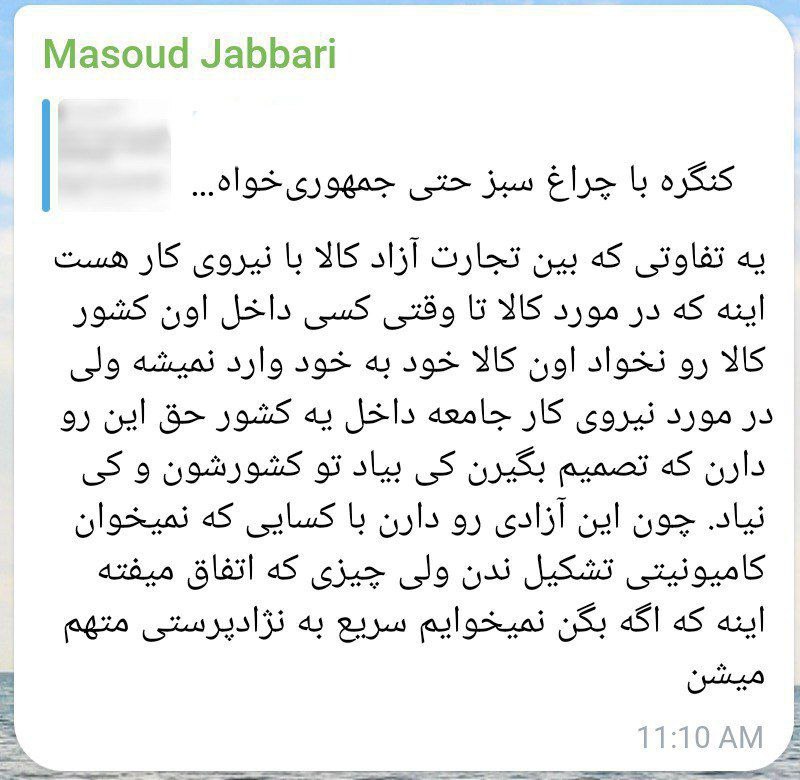 Masoud Jabbari
کنگره با چراغ سبز حتی جمهوری‌خواه...
یه تفاوتی که بین تجارت آزاد کالا با نیروی کار هست
اینه که در مورد کالا تا وقتی کسی داخل اون کشور
کالا رو نخواد اون کالا خود به خود وارد نمیشه ولی
در مورد نیروی کار جامعه داخل یه کشور حق این رو
دارن که تصمیم بگیرن کی بیاد تو کشورشون و کی
نیاد. چون این آزادی رو دارن با کسایی که نمیخوان
کامیونیتی تشکیل ندن ولی چیزی که اتفاق میفته
اینه که اگه بگن نمیخوایم سریع به نژادپرستی متهم
میشن
11:10 AM